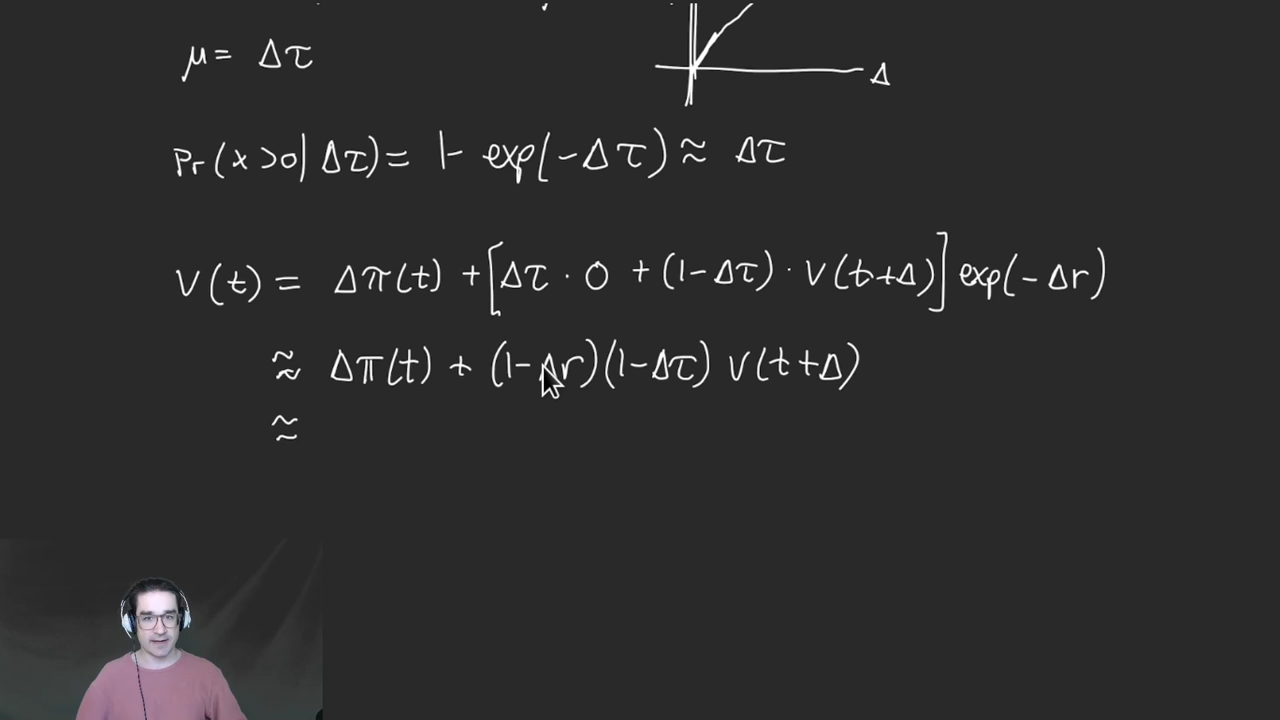 μ = Δτ
Δ
Pr(x>0|Δτ) = 1- exp(-Δτ) ≈ Δτ
V(t) = Δπ(t) + [Δτ · 0 + (1-Δτ) · V(t+Δ)] exp(-Δr)
≈ Δπ(t) + (1-Δr)(1-Δτ) V(t+Δ)
≈